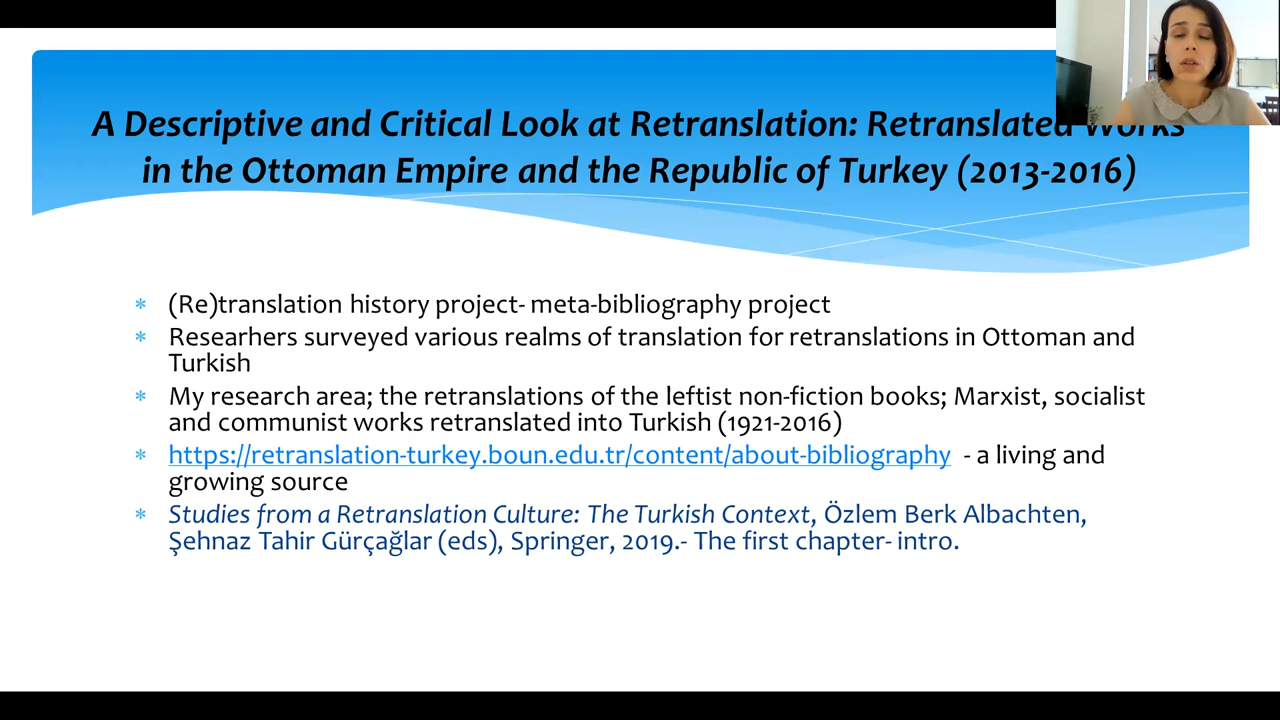 A Descriptive and Critical Look at Retranslation: Retranslated Works
in the Ottoman Empire and the Republic of Turkey (2013-2016)
(Re)translation history project- meta-bibliography project
Researhers surveyed various realms of translation for retranslations in Ottoman and
Turkish
My research area; the retranslations of the leftist non-fiction books; Marxist, socialist
and communist works retranslated into Turkish (1921-2016)
https://retranslation-turkey.boun.edu.tr/content/about-bibliography - a living and
growing source
Studies from a Retranslation Culture: The Turkish Context, Özlem Berk Albachten,
Şehnaz Tahir Gürçağlar (eds), Springer, 2019.- The first chapter- intro.